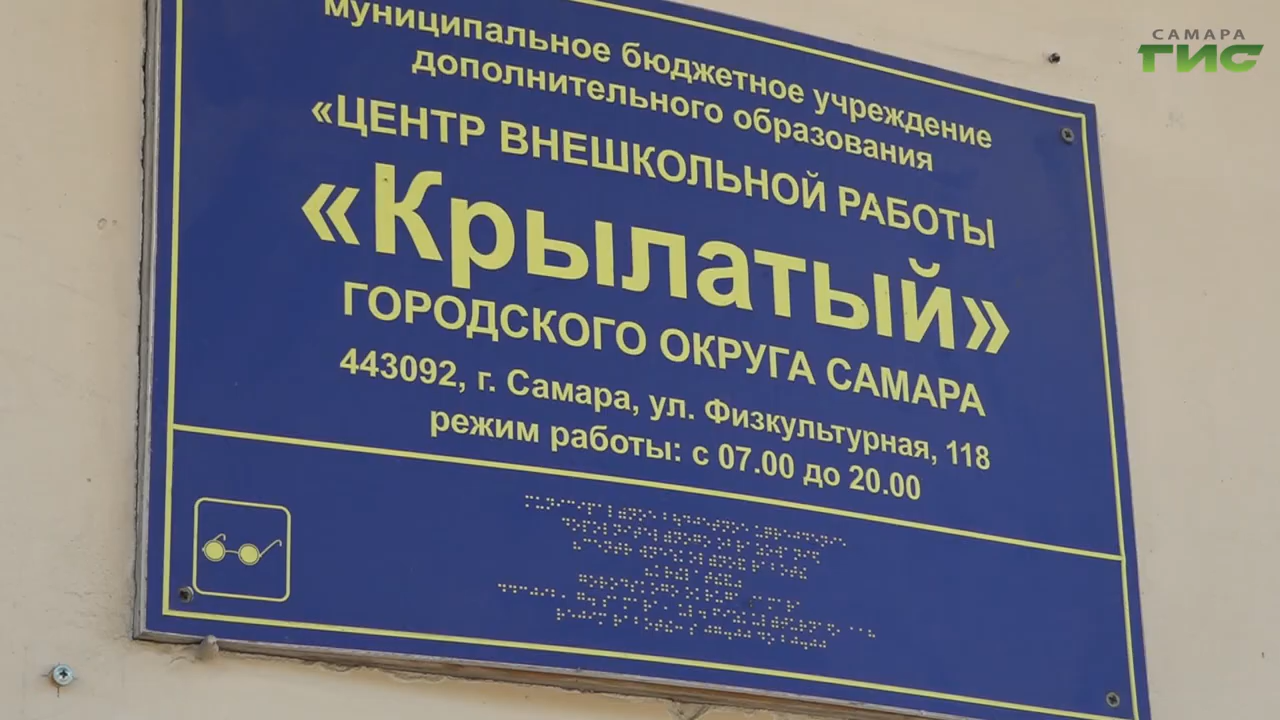 САМАРА
ГИС
муниципальное бюджетное учреждение
дополнительного образования
«ЦЕНТР ВНЕШКОЛЬНОЙ РАБОТЫ
«Крылатый»
ГОРОДСКОГО ОКРУГА САМАРА
443092, г. Самара, ул. Физкультурная, 118
режим работы: с 07.00 до 20.00